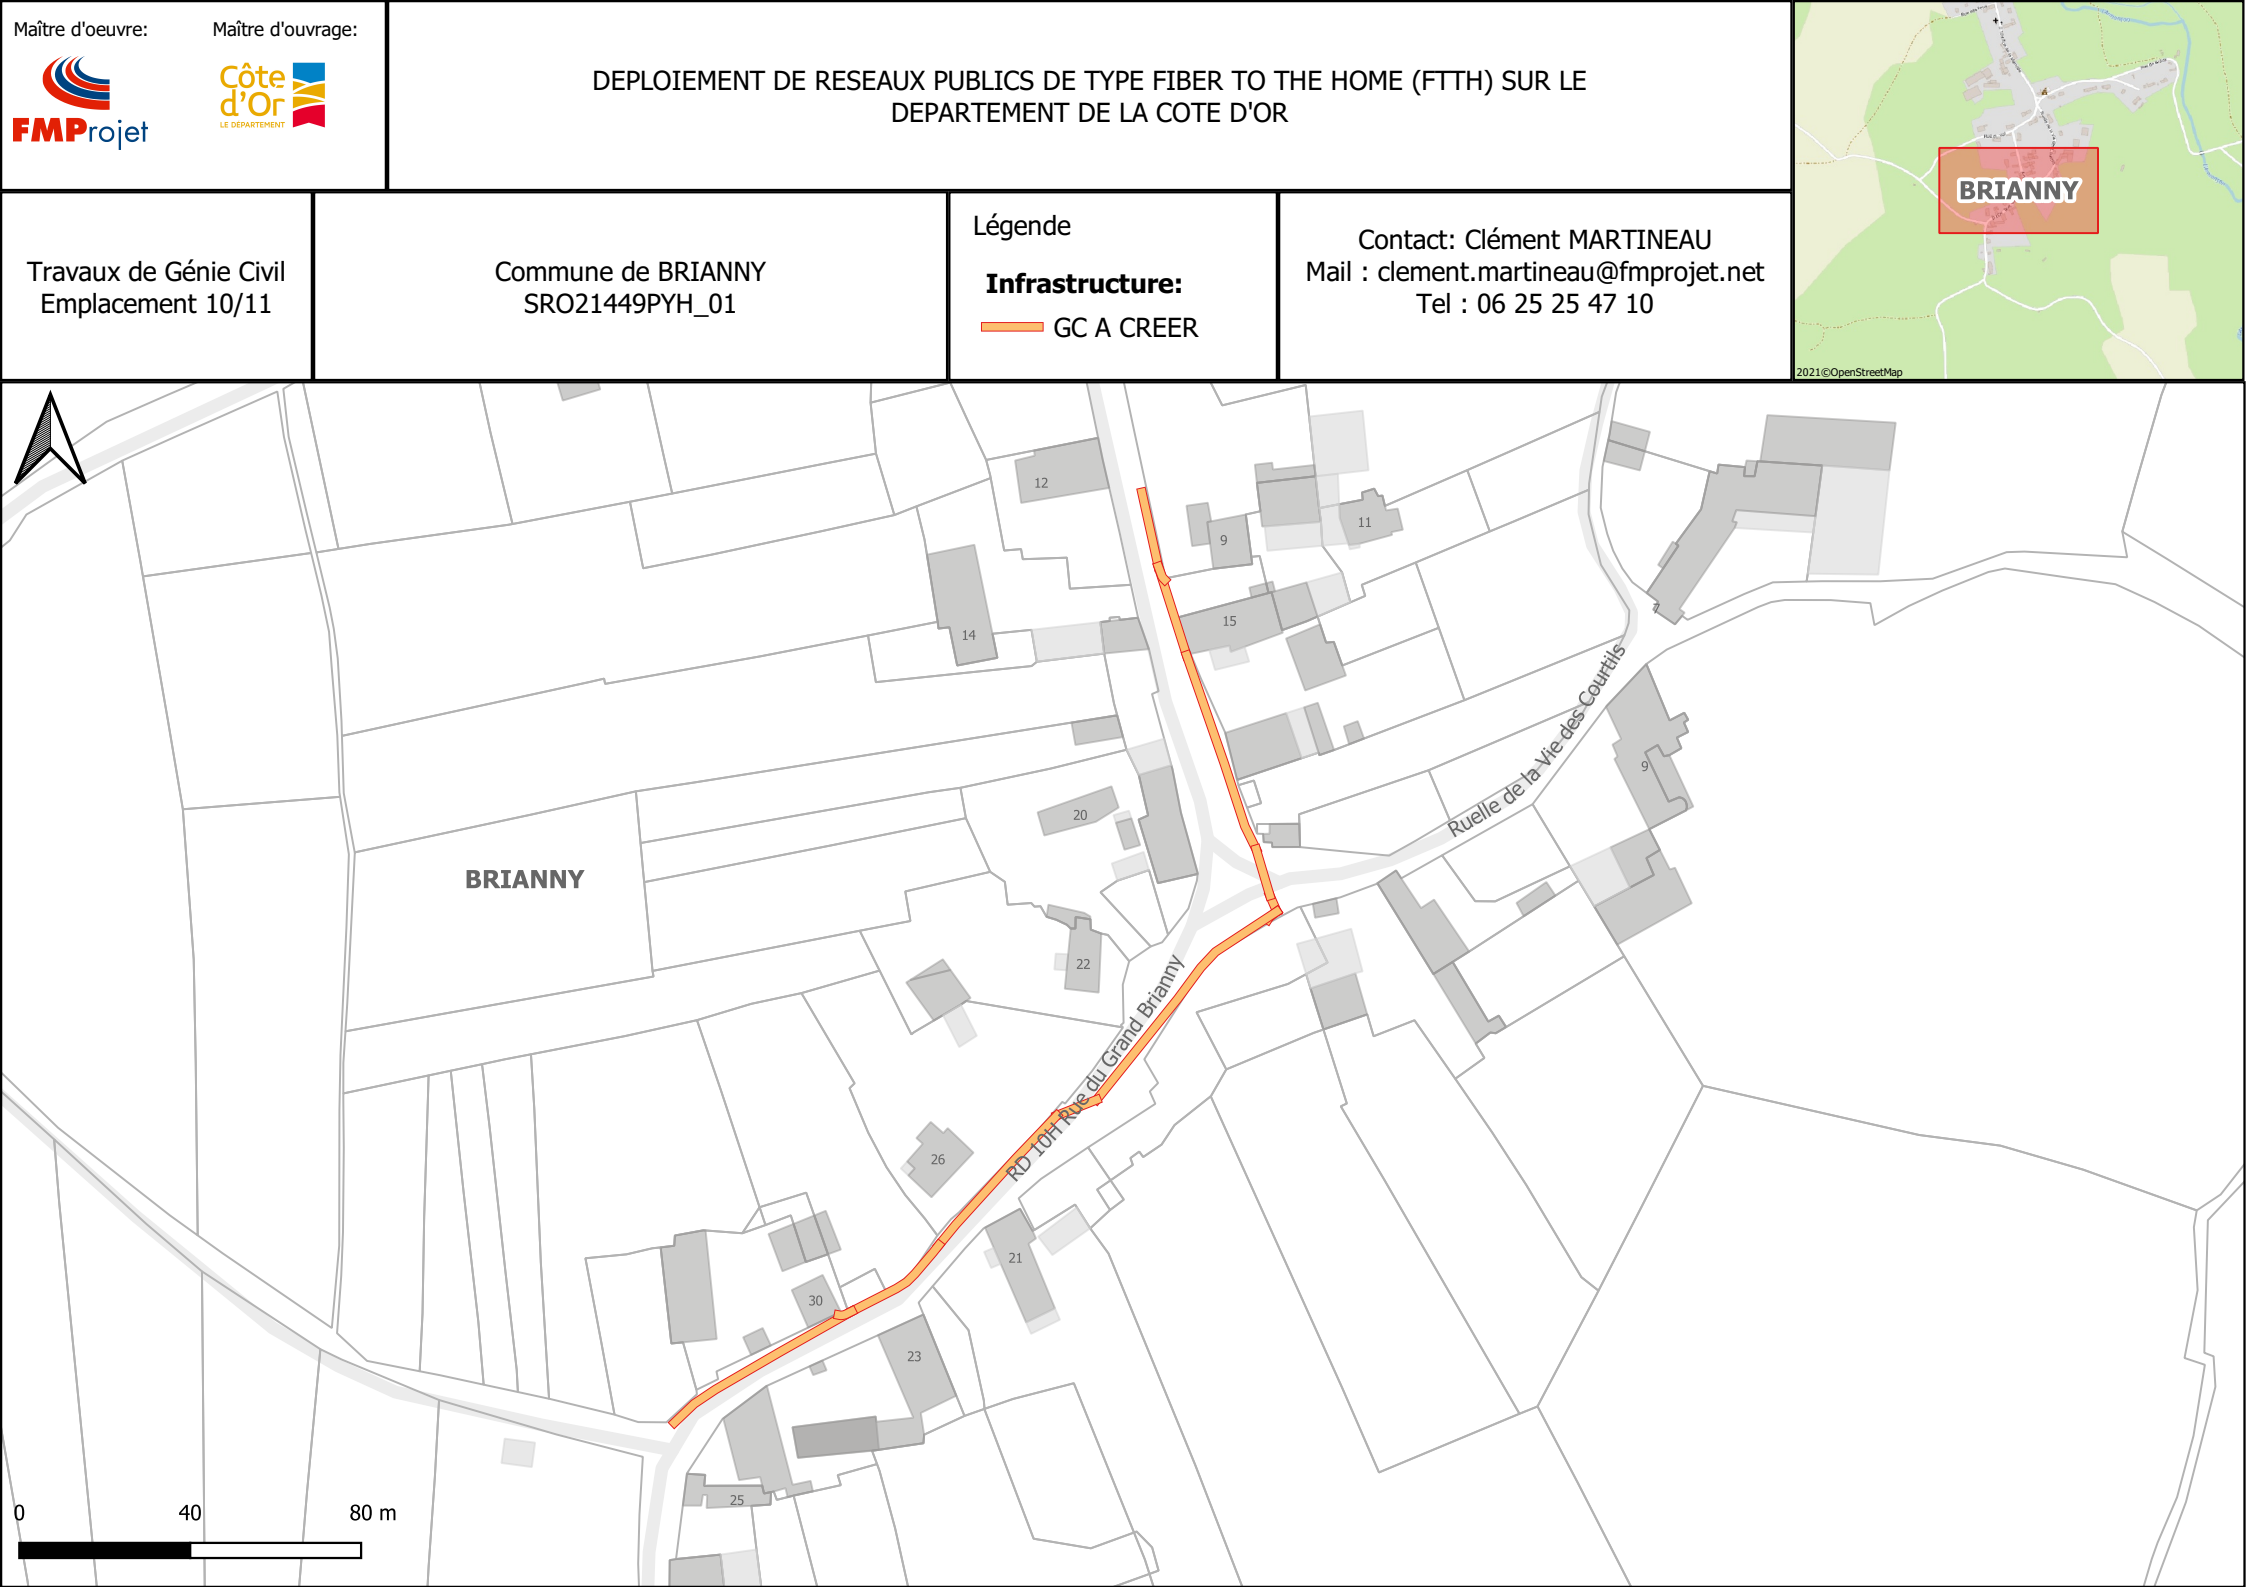 Maître d'oeuvre:
Maître d'ouvrage:
FMProjet
Côte
d'Or
LE DÉPARTEMENT
DEPLOIEMENT DE RESEAUX PUBLICS DE TYPE FIBER TO THE HOME (FTTH) SUR LE
DEPARTEMENT DE LA COTE D'OR
BRIANNY
2021©OpenStreetMap
Travaux de Génie Civil
Emplacement 10/11
Commune de BRIANNY
SRO21449PYH_01
Légende
Infrastructure:
GC A CREER
Contact: Clément MARTINEAU
Mail : clement.martineau@fmprojet.net
Tel : 06 25 25 47 10
12
11
9
15
14
7
Ruelle de la Vie des Courtils
9
20
BRIANNY
22
RD 10H Rue du Grand Brianny
26
21
30
23
25
0
40
80 m